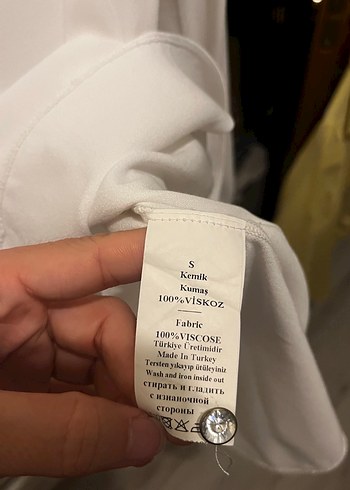 S
Kemik
Kumaş
100%VİSKOZ
Fabric
100%VISCOSE
Türkiye Üretimidir
Made In Turkey
Tersten yıkayıp ütüleyiniz
Wash and iron inside out
стирать и гладить
с изнаночной
стороны